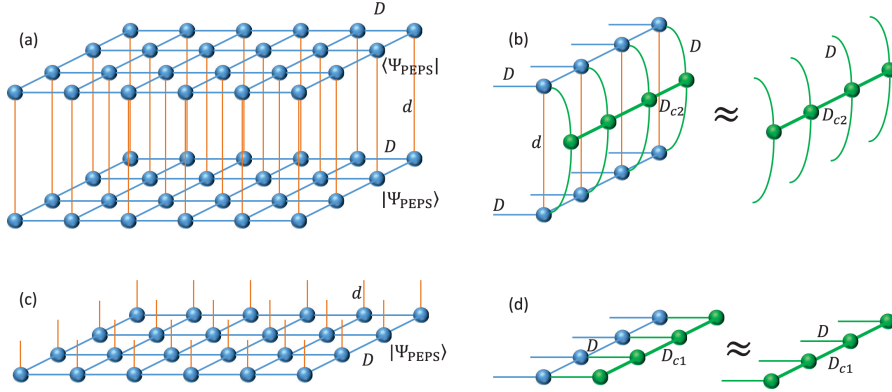 (a)
D
⟨Ψ_PEPS|
d
D
|Ψ_PEPS⟩
(b)
D
D
D_c2
d
≈
D
D_c2
(c)
d
|Ψ_PEPS⟩
D
(d)
D
D_c1
≈
D
D_c1